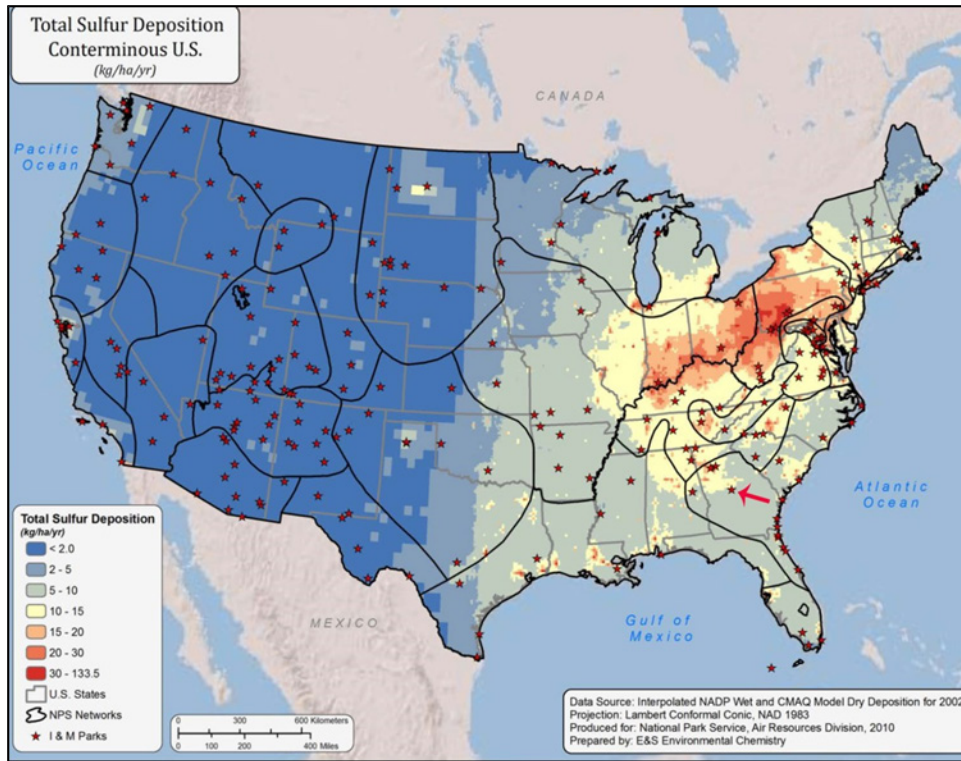 Total Sulfur Deposition
Conterminous U.S.
(kg/ha/yr)
CANADA
Pacific
Ocean
Atlantic
Ocean
Gulf of
Mexico
MEXICO
Total Sulfur Deposition
(kg/ha/yr)
< 2.0
2 - 5
5 - 10
10 - 15
15 - 20
20 - 30
30 - 133.5
U.S. States
NPS Networks
I & M Parks
0 300 600 Kilometers
0 100 200 400 Miles
Data Source: Interpolated NADP Wet and CMAQ Model Dry Deposition for 2002
Projection: Lambert Conformal Conic, NAD 1983
Produced for: National Park Service, Air Resources Division, 2010
Prepared by: E&S Environmental Chemistry